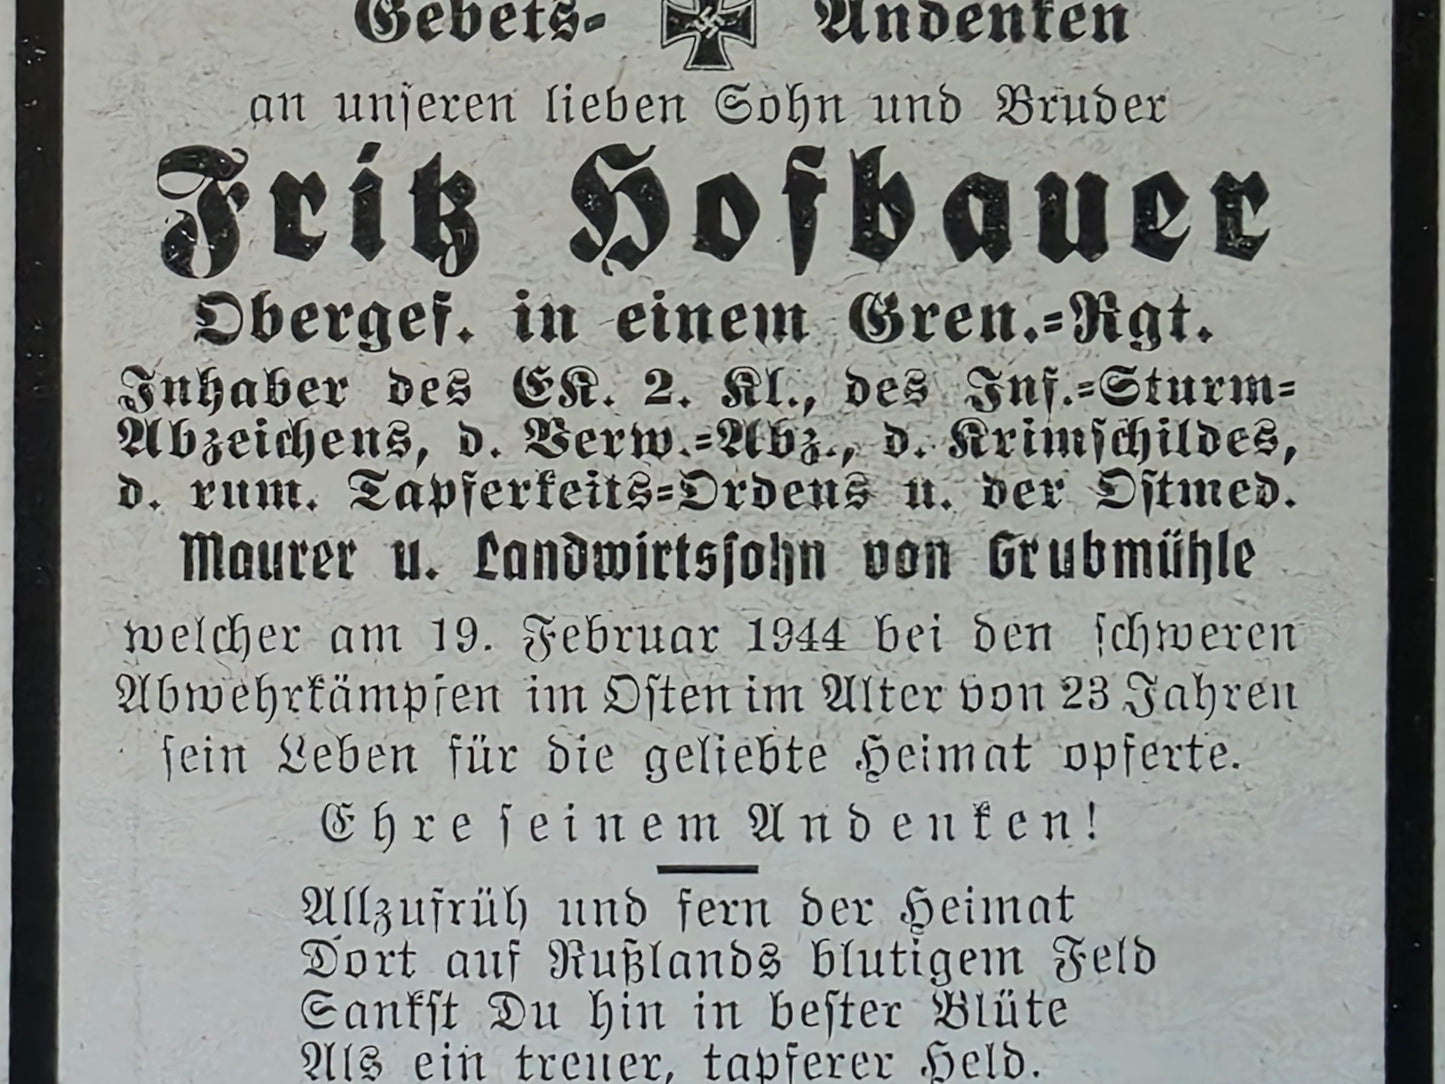 Gebets- Andenken
an unseren lieben Sohn und Bruder
Fritz Hofbauer
Obergef. in einem Gren.=Rgt.
Inhaber des EK. 2. Kl., des Inf.=Sturm=
Abzeichens, d. Verw.=Abz., d. Krimschildes,
d. rum. Tapferkeits=Ordens u. der Ostmed.
Maurer u. Landwirtssohn von Grubmühle
welcher am 19. Februar 1944 bei den schweren
Abwehrkämpfen im Osten im Alter von 23 Jahren
sein Leben für die geliebte Heimat opferte.
Ehre seinem Andenken!
Allzufrüh und fern der Heimat
Dort auf Rußlands blutigem Feld
Sankst Du hin in bester Blüte
Als ein treuer, tapferer Held.